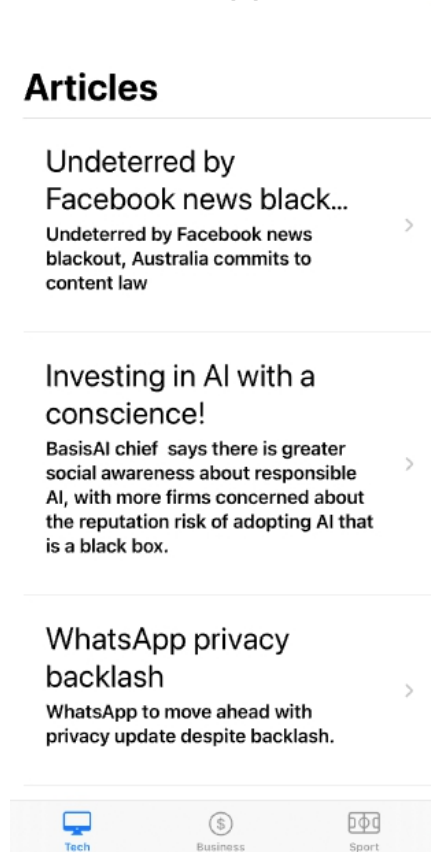 Articles
Undeterred by
Facebook news black...
Undeterred by Facebook news
blackout, Australia commits to
content law
Investing in AI with a
conscience!
BasisAI chief  says there is greater
social awareness about responsible
AI, with more firms concerned about
the reputation risk of adopting AI that
is a black box.
WhatsApp privacy
backlash
WhatsApp to move ahead with
privacy update despite backlash.
Tech Business Sport